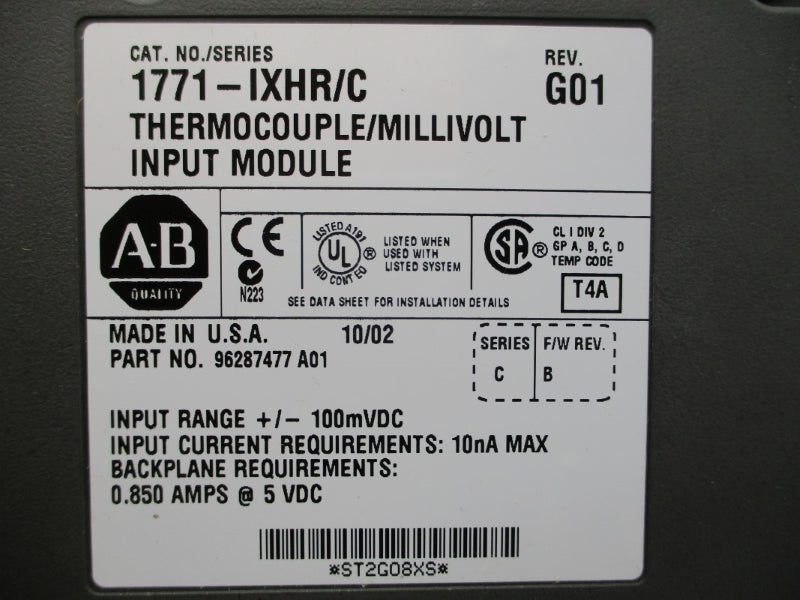 CAT. NO./SERIES
REV.
1771-IXHR/C
G01
THERMOCOUPLE/MILLIVOLT
INPUT MODULE
A-B
QUALITY
CE
N223
LISTED A191
UL
®
IND CONT EQ
LISTED WHEN
USED WITH
LISTED SYSTEM
SA
®
CL I DIV 2
GP A, B, C, D
TEMP CODE
T4A
SEE DATA SHEET FOR INSTALLATION DETAILS
MADE IN U.S.A. 10/02
PART NO. 96287477 A01
SERIES F/W REV.
C B
INPUT RANGE +/- 100mVDC
INPUT CURRENT REQUIREMENTS: 10nA MAX
BACKPLANE REQUIREMENTS:
0.850 AMPS @ 5 VDC
*ST2G08XS*